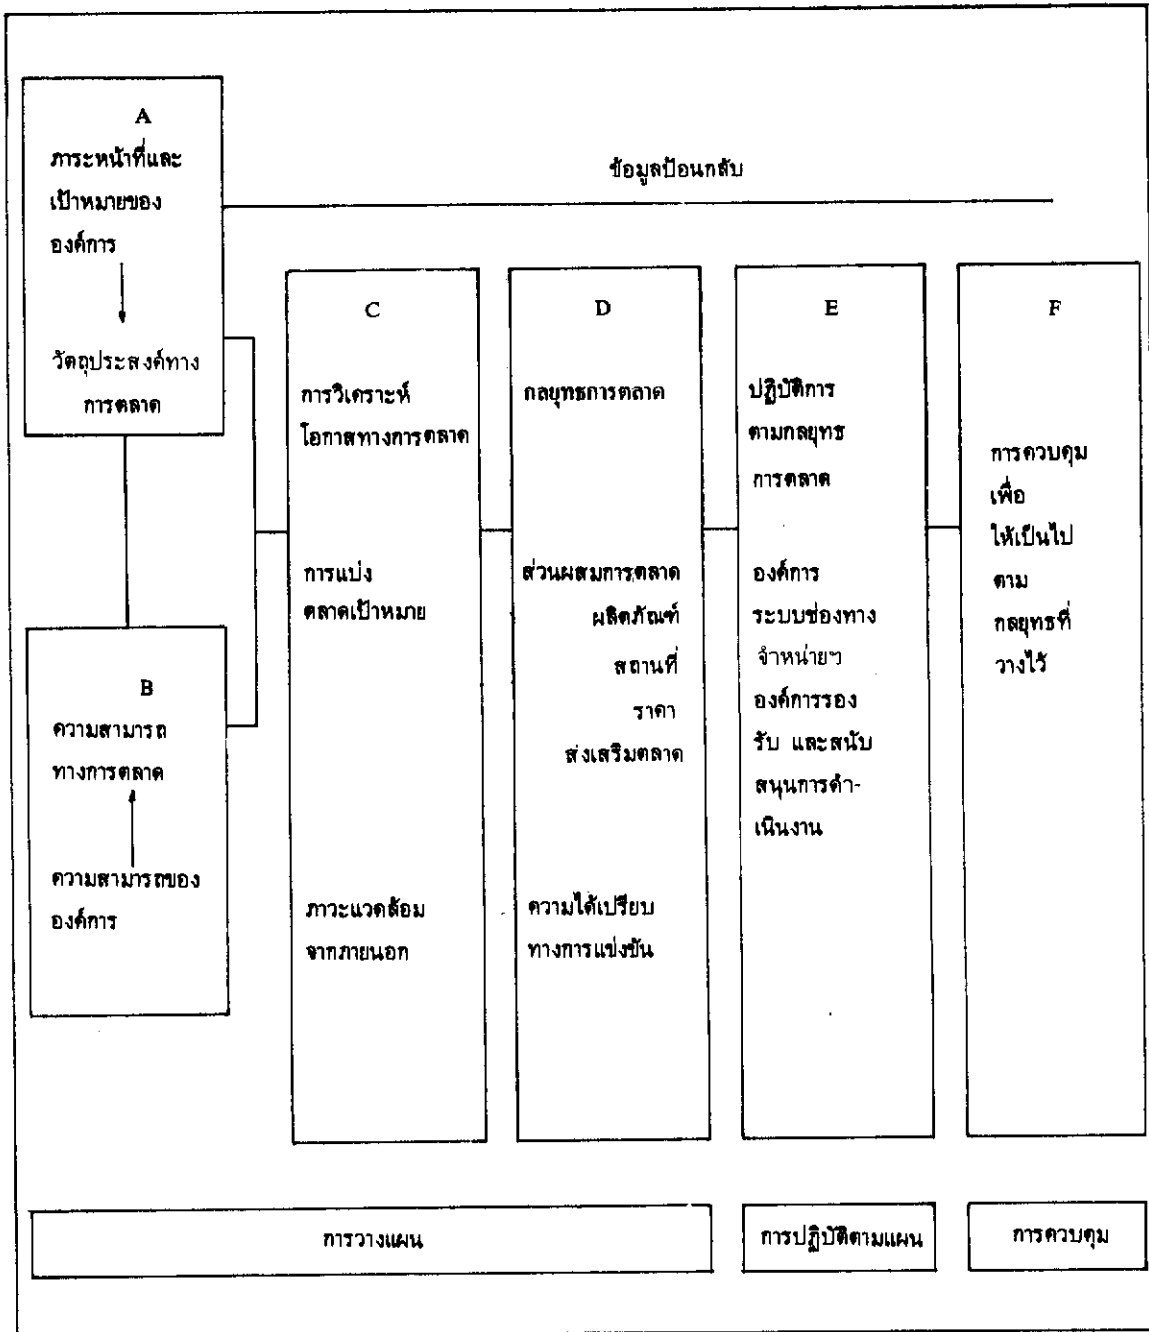 A
ภาระหน้าที่และ
เป้าหมายของ
องค์การ
วัตถุประสงค์ทาง
การตลาด
ข้อมูลป้อนกลับ
B
ความสามารถ
ทางการตลาด
ความสามารถของ
องค์การ
C
การวิเคราะห์
โอกาสทางการตลาด
การแบ่ง
ตลาดเป้าหมาย
ภาวะแวดล้อม
จากภายนอก
D
กลยุทธการตลาด
ส่วนผสมการตลาด
ผลิตภัณฑ์
สถานที่
ราคา
ส่งเสริมตลาด
ความได้เปรียบ
ทางการแข่งขัน
E
ปฏิบัติการ
ตามกลยุทธ
การตลาด
องค์การ
ระบบช่องทาง
จำหน่ายฯ
องค์การรอง
รับ และสนับ
สนุนการดำ-
เนินงาน
F
การควบคุม
เพื่อ
ให้เป็นไป
ตาม
กลยุทธที่
วางไว้
การวางแผน
การปฏิบัติตามแผน
การควบคุม